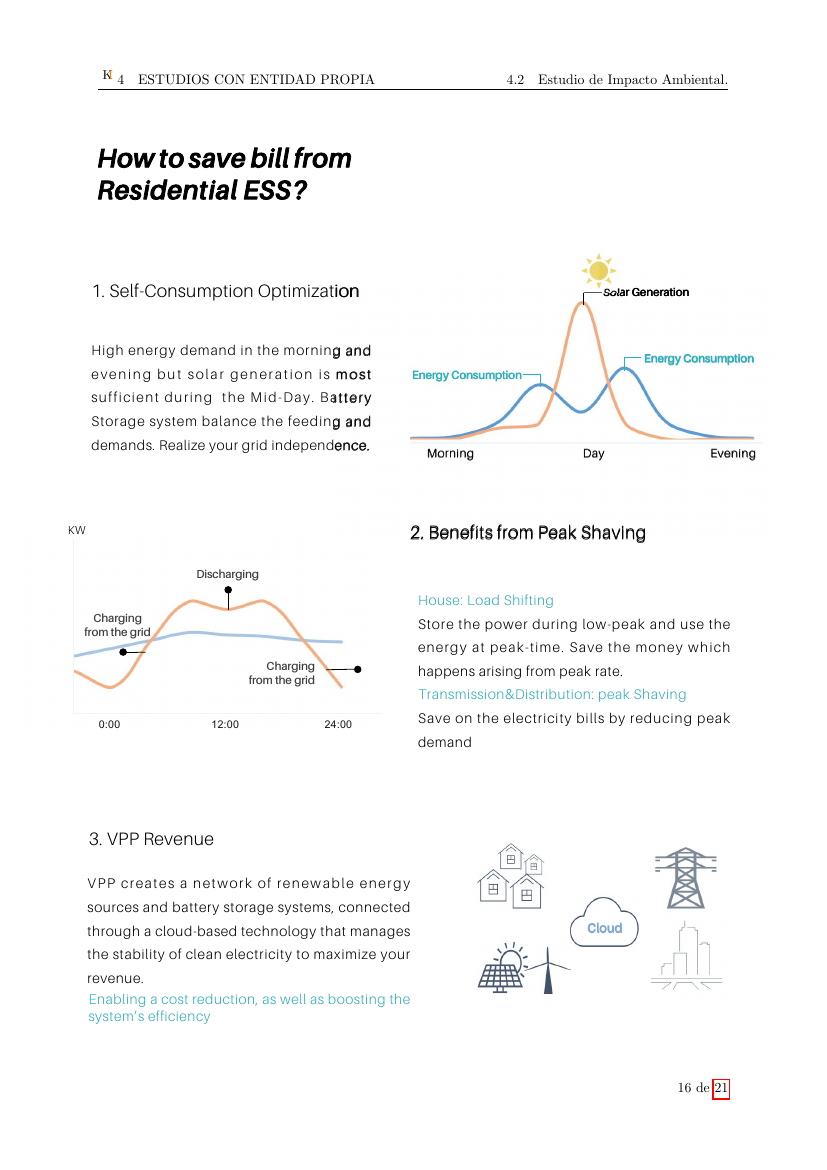 K 4 ESTUDIOS CON ENTIDAD PROPIA 4.2 Estudio de Impacto Ambiental.
How to save bill from
Residential ESS?
1. Self-Consumption Optimization
High energy demand in the morning and
evening but solar generation is most
sufficient during the Mid-Day. Battery
Storage system balance the feeding and
demands. Realize your grid independence.
Solar Generation
Energy Consumption
Energy Consumption
Morning Day Evening
KW
Discharging
Charging
from the grid
Charging
from the grid
0:00 12:00 24:00
2. Benefits from Peak Shaving
House: Load Shifting
Store the power during low-peak and use the
energy at peak-time. Save the money which
happens arising from peak rate.
Transmission&Distribution: peak Shaving
Save on the electricity bills by reducing peak
demand
3. VPP Revenue
VPP creates a network of renewable energy
sources and battery storage systems, connected
through a cloud-based technology that manages
the stability of clean electricity to maximize your
revenue.
Enabling a cost reduction, as well as boosting the
system's efficiency
Cloud
16 de 21